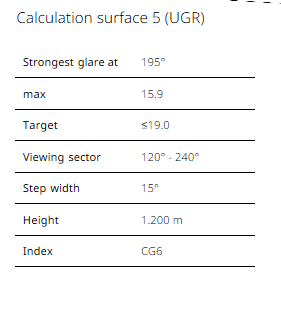 Calculation surface 5 (UGR)
Strongest glare at 195°
max 15.9
Target ≤19.0
Viewing sector 120° - 240°
Step width 15°
Height 1.200 m
Index CG6